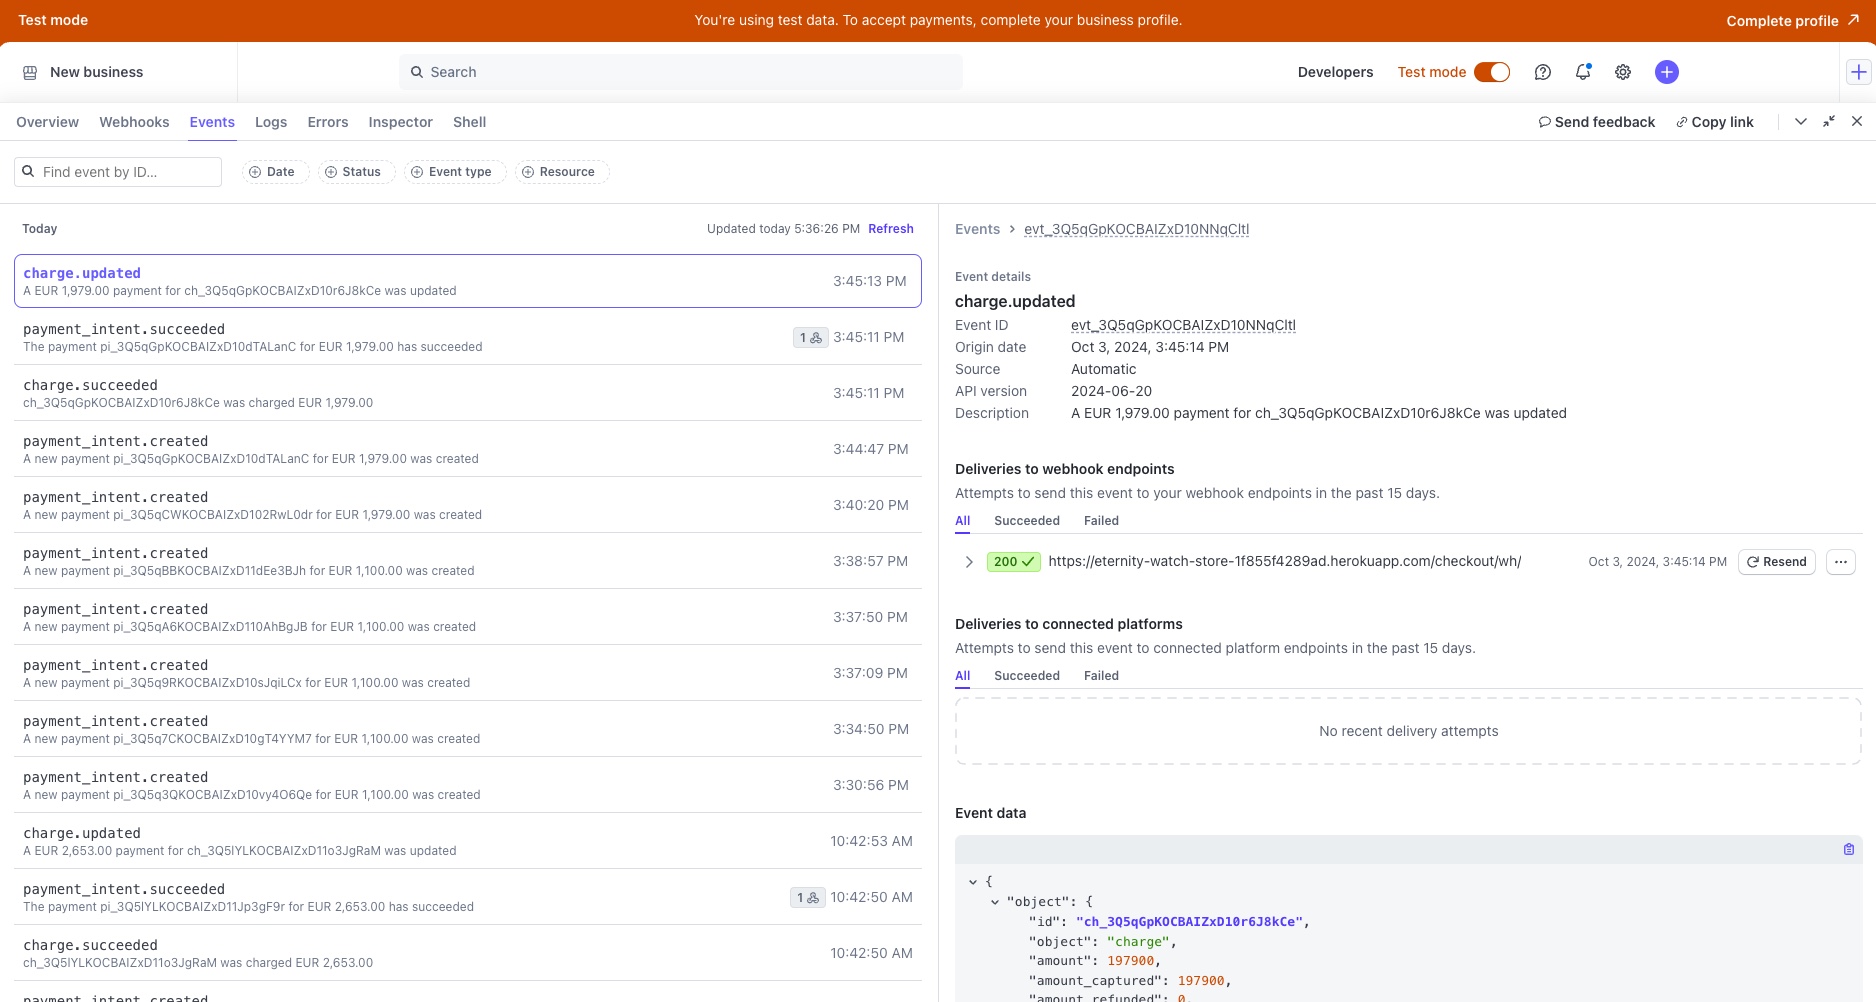 Test mode
You're using test data. To accept payments, complete your business profile.
Complete profile
New business
Search
Developers
Test mode
Overview Webhooks Events Logs Errors Inspector Shell
Send feedback Copy link
Find event by ID...
Date Status Event type Resource
Today
Updated today 5:36:26 PM Refresh
charge.updated
A EUR 1,979.00 payment for ch_3Q5qGpKOCBAIZxD10r6J8kCe was updated
3:45:13 PM
payment_intent.succeeded
The payment pi_3Q5qGpKOCBAIZxD10dTALanC for EUR 1,979.00 has succeeded
1 3:45:11 PM
charge.succeeded
ch_3Q5qGpKOCBAIZxD10r6J8kCe was charged EUR 1,979.00
3:45:11 PM
payment_intent.created
A new payment pi_3Q5qGpKOCBAIZxD10dTALanC for EUR 1,979.00 was created
3:44:47 PM
payment_intent.created
A new payment pi_3Q5qCWKOCBAIZxD102RwL0dr for EUR 1,979.00 was created
3:40:20 PM
payment_intent.created
A new payment pi_3Q5qBBKOCBAIZxD11dEe3BJh for EUR 1,100.00 was created
3:38:57 PM
payment_intent.created
A new payment pi_3Q5qA6KOCBAIZxD110AhBgJB for EUR 1,100.00 was created
3:37:50 PM
payment_intent.created
A new payment pi_3Q5q9RKOCBAIZxD10sJqiLCx for EUR 1,100.00 was created
3:37:09 PM
payment_intent.created
A new payment pi_3Q5q7CKOCBAIZxD10gT4YYM7 for EUR 1,100.00 was created
3:34:50 PM
payment_intent.created
A new payment pi_3Q5q3QKOCBAIZxD10vy4O6Qe for EUR 1,100.00 was created
3:30:56 PM
charge.updated
A EUR 2,653.00 payment for ch_3Q5lYLKOCBAIZxD11o3JgRaM was updated
10:42:53 AM
payment_intent.succeeded
The payment pi_3Q5lYLKOCBAIZxD11Jp3gF9r for EUR 2,653.00 has succeeded
1 10:42:50 AM
charge.succeeded
ch_3Q5lYLKOCBAIZxD11o3JgRaM was charged EUR 2,653.00
10:42:50 AM
payment_intent.created
Events > evt_3Q5qGpKOCBAIZxD10NNqCltI
Event details
charge.updated
Event ID evt_3Q5qGpKOCBAIZxD10NNqCltI
Origin date Oct 3, 2024, 3:45:14 PM
Source Automatic
API version 2024-06-20
Description A EUR 1,979.00 payment for ch_3Q5qGpKOCBAIZxD10r6J8kCe was updated
Deliveries to webhook endpoints
Attempts to send this event to your webhook endpoints in the past 15 days.
All Succeeded Failed
200 https://eternity-watch-store-1f855f4289ad.herokuapp.com/checkout/wh/ Oct 3, 2024, 3:45:14 PM Resend
Deliveries to connected platforms
Attempts to send this event to connected platform endpoints in the past 15 days.
All Succeeded Failed
No recent delivery attempts
Event data
{
"object": {
"id": "ch_3Q5qGpKOCBAIZxD10r6J8kCe",
"object": "charge",
"amount": 197900,
"amount_captured": 197900,
"amount_refunded": 0,